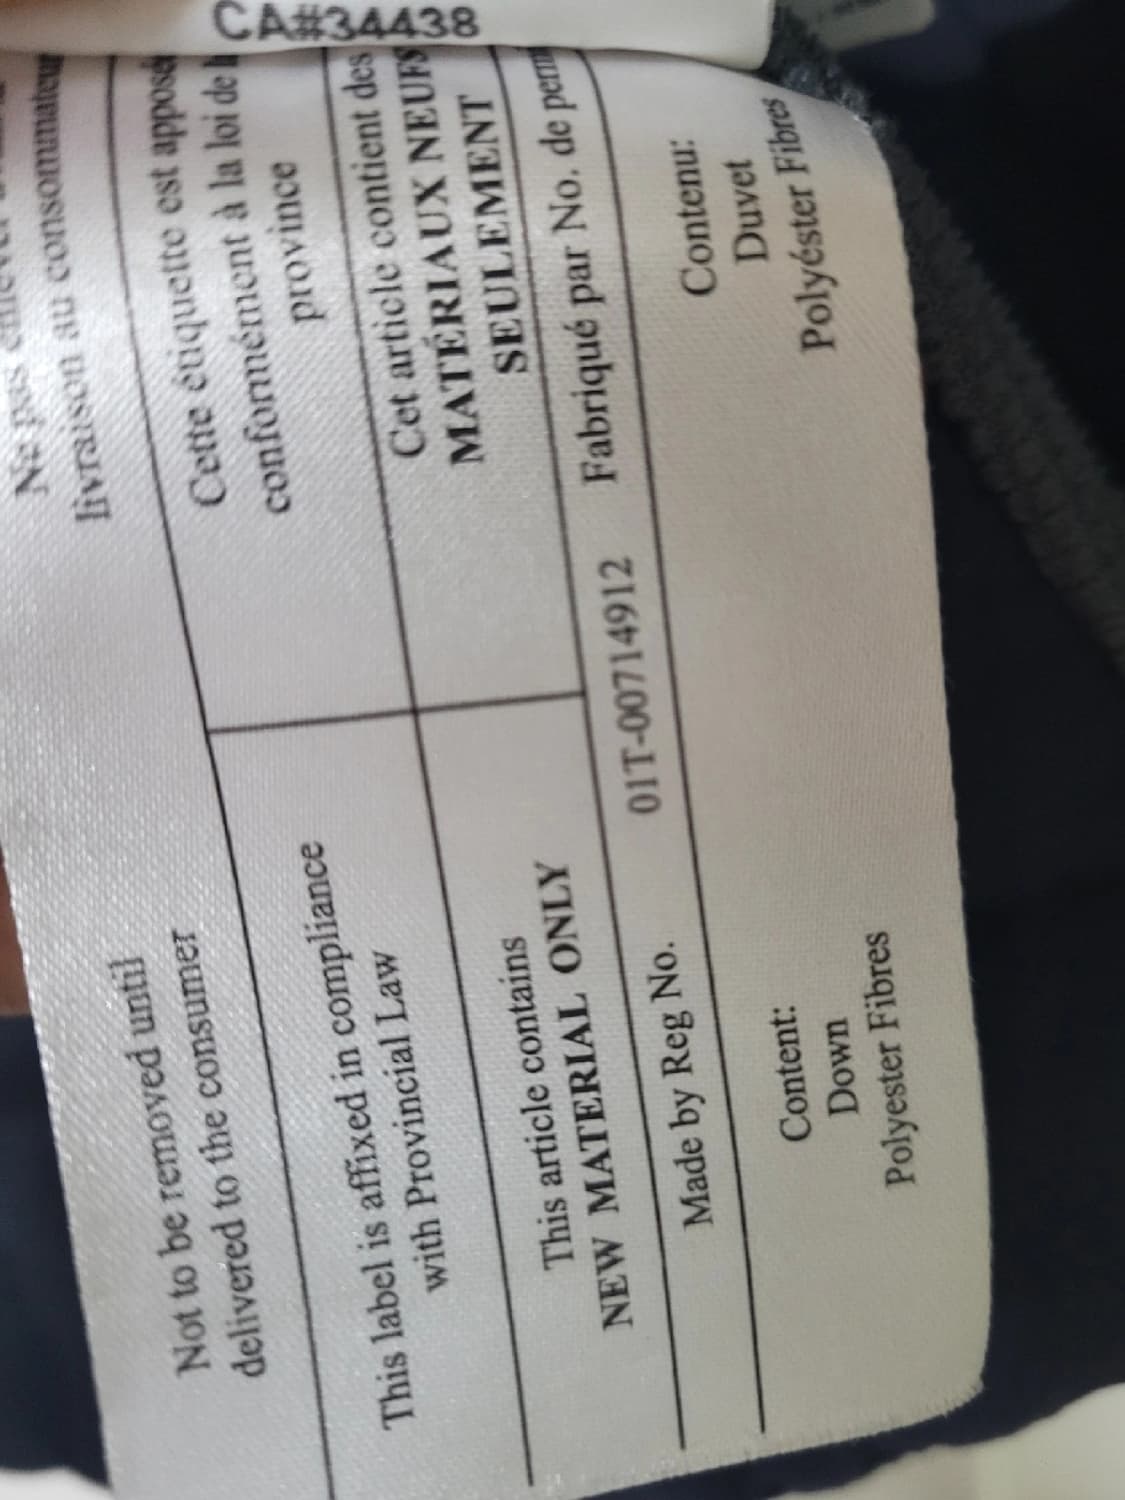 CA#34438
Not to be removed until
delivered to the consumer
au consommateur
livraison
This label is affixed in compliance
with Provincial Law
Cette étiquette est apposée
conformément à la loi de
province
This article contains
NEW MATERIAL ONLY
Cet article contient des
MATÉRIAUX NEUFS
SEULEMENT
Made by Reg No. 01T-00714912 Fabriqué par No. de
Content:
Down
Polyester Fibres
Contenu:
Duvet
Polyéster Fibres